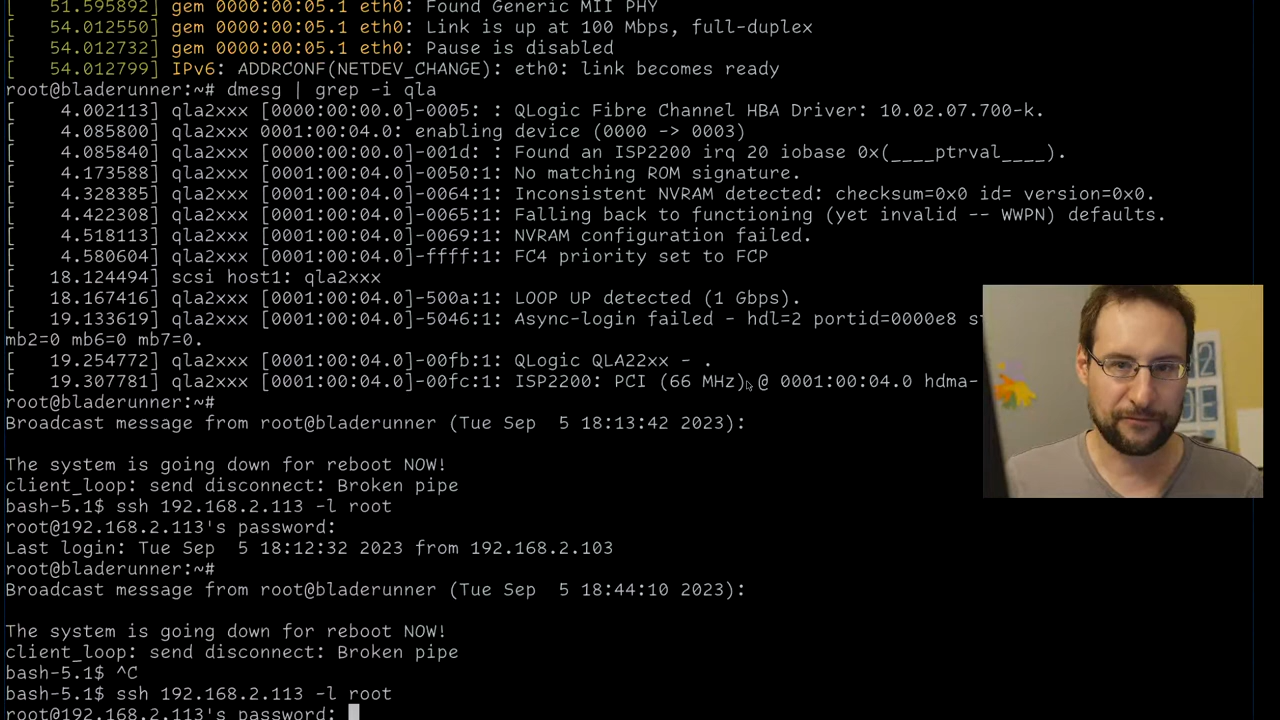 [   51.595892] gem 0000:00:05.1 eth0: Found Generic MII PHY
[   54.012550] gem 0000:00:05.1 eth0: Link is up at 100 Mbps, full-duplex
[   54.012732] gem 0000:00:05.1 eth0: Pause is disabled
[   54.012799] IPv6: ADDRCONF(NETDEV_CHANGE): eth0: link becomes ready
root@bladerunner:~# dmesg | grep -i qla
[    4.002113] qla2xxx [0000:00:00.0]-0005: : QLogic Fibre Channel HBA Driver: 10.02.07.700-k.
[    4.085800] qla2xxx 0001:00:04.0: enabling device (0000 -> 0003)
[    4.085840] qla2xxx [0000:00:00.0]-001d: : Found an ISP2200 irq 20 iobase 0x(____ptrval____).
[    4.173588] qla2xxx [0001:00:04.0]-0050:1: No matching ROM signature.
[    4.328385] qla2xxx [0001:00:04.0]-0064:1: Inconsistent NVRAM detected: checksum=0x0 id= version=0x0.
[    4.422308] qla2xxx [0001:00:04.0]-0065:1: Falling back to functioning (yet invalid -- WWPN) defaults.
[    4.518113] qla2xxx [0001:00:04.0]-0069:1: NVRAM configuration failed.
[    4.580604] qla2xxx [0001:00:04.0]-ffff:1: FC4 priority set to FCP
[   18.124494] scsi host1: qla2xxx
[   18.167416] qla2xxx [0001:00:04.0]-500a:1: LOOP UP detected (1 Gbps).
[   19.133619] qla2xxx [0001:00:04.0]-5046:1: Async-login failed - hdl=2 portid=0000e8
mb2=0 mb6=0 mb7=0.
[   19.254772] qla2xxx [0001:00:04.0]-00fb:1: QLogic QLA22xx - .
[   19.307781] qla2xxx [0001:00:04.0]-00fc:1: ISP2200: PCI (66 MHz) @ 0001:00:04.0 hdma-
root@bladerunner:~#
Broadcast message from root@bladerunner (Tue Sep  5 18:13:42 2023):
The system is going down for reboot NOW!
client_loop: send disconnect: Broken pipe
bash-5.1$ ssh 192.168.2.113 -l root
root@192.168.2.113's password:
Last login: Tue Sep  5 18:12:32 2023 from 192.168.2.103
root@bladerunner:~#
Broadcast message from root@bladerunner (Tue Sep  5 18:44:10 2023):
The system is going down for reboot NOW!
client_loop: send disconnect: Broken pipe
bash-5.1$ ^C
bash-5.1$ ssh 192.168.2.113 -l root
root@192.168.2.113's password: